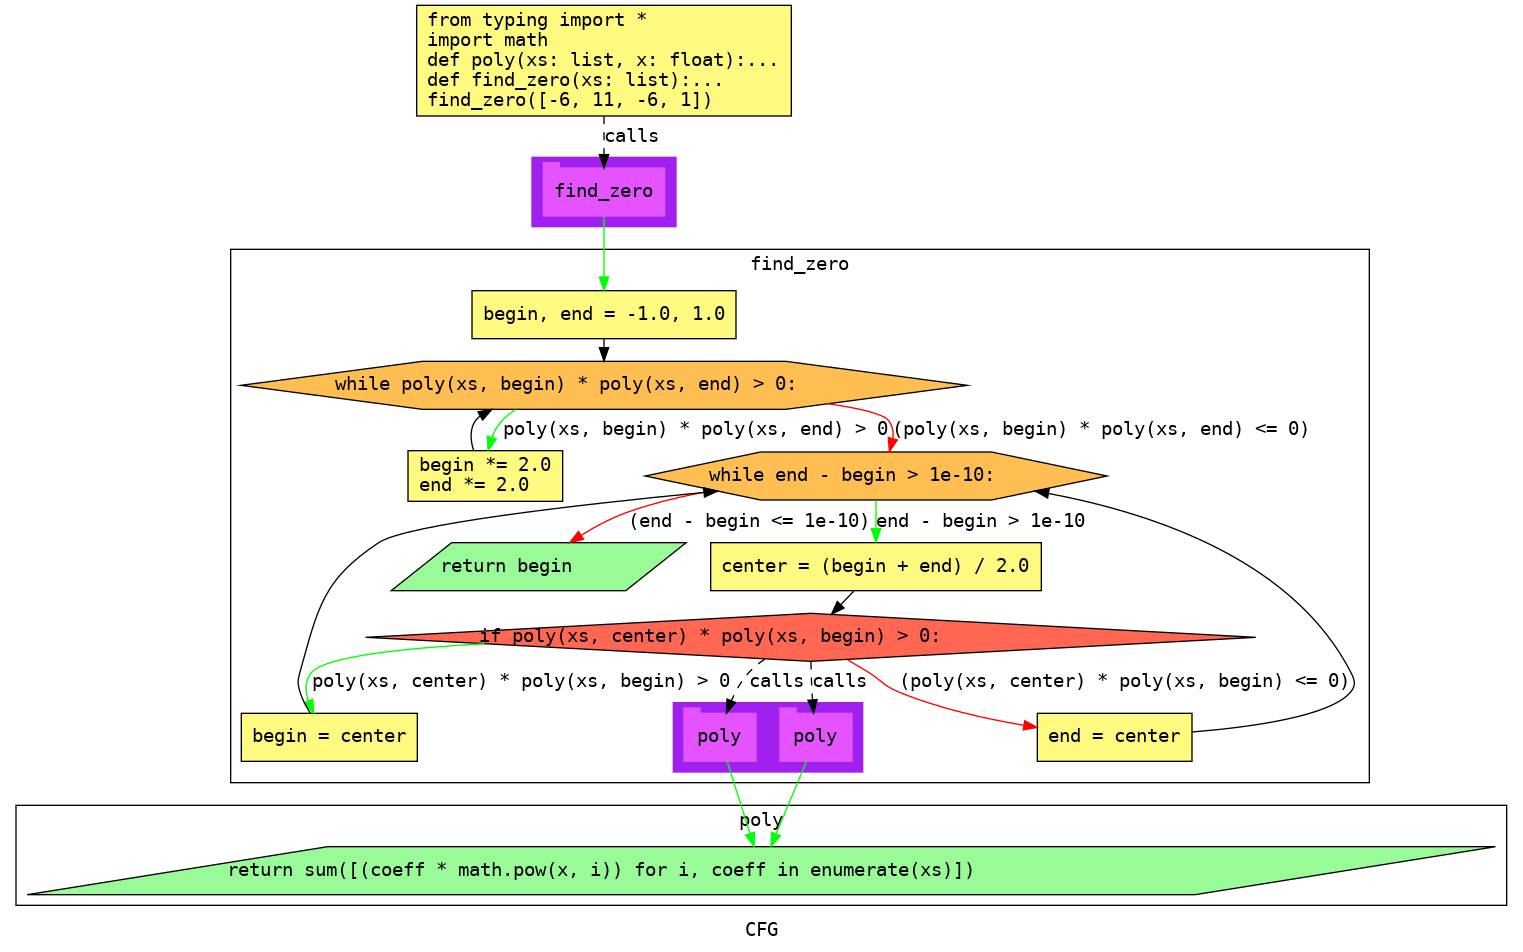 from typing import *
import math
def poly(xs: list, x: float):...
def find_zero(xs: list):...
find_zero([-6, 11, -6, 1])
calls
find_zero
find_zero
begin, end = -1.0, 1.0
while poly(xs, begin) * poly(xs, end) > 0:
poly(xs, begin) * poly(xs, end) > 0
(poly(xs, begin) * poly(xs, end) <= 0)
begin *= 2.0
end *= 2.0
while end - begin > 1e-10:
(end - begin <= 1e-10)
end - begin > 1e-10
return begin
center = (begin + end) / 2.0
if poly(xs, center) * poly(xs, begin) > 0:
poly(xs, center) * poly(xs, begin) > 0
calls
calls
(poly(xs, center) * poly(xs, begin) <= 0)
begin = center
poly
poly
end = center
poly
return sum([(coeff * math.pow(x, i)) for i, coeff in enumerate(xs)])
CFG